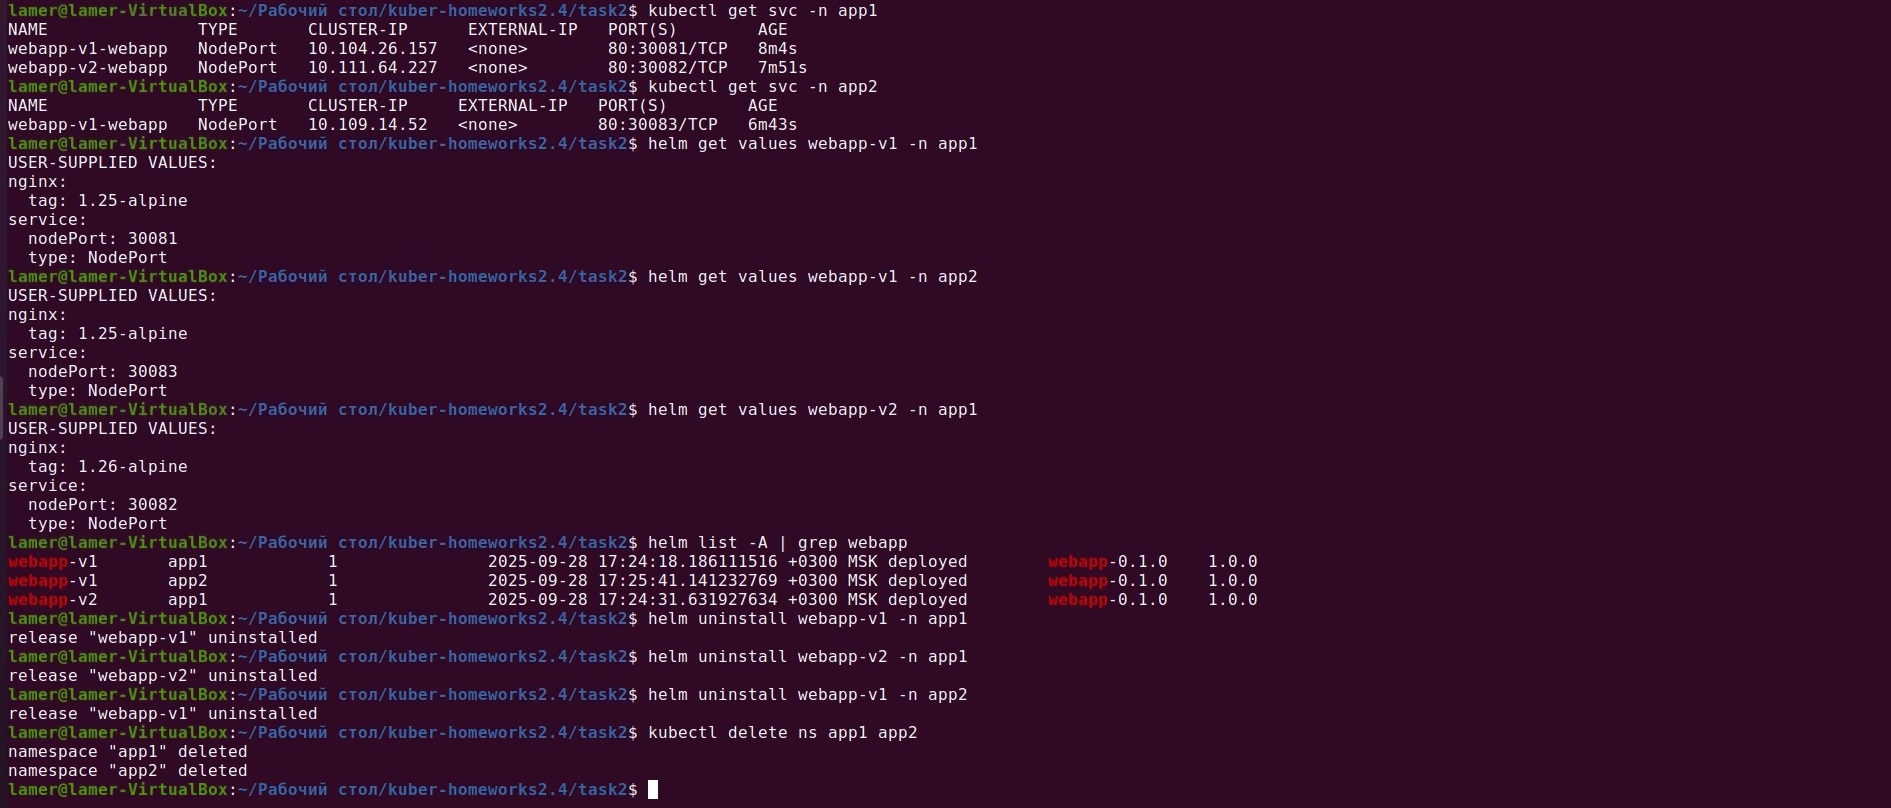 lamer@lamer-VirtualBox:~/Рабочий стол/kuber-homeworks2.4/task2$ kubectl get svc -n app1
NAME               TYPE       CLUSTER-IP      EXTERNAL-IP   PORT(S)        AGE
webapp-v1-webapp   NodePort   10.104.26.157   <none>        80:30081/TCP   8m4s
webapp-v2-webapp   NodePort   10.111.64.227   <none>        80:30082/TCP   7m51s
lamer@lamer-VirtualBox:~/Рабочий стол/kuber-homeworks2.4/task2$ kubectl get svc -n app2
NAME               TYPE       CLUSTER-IP     EXTERNAL-IP   PORT(S)        AGE
webapp-v1-webapp   NodePort   10.109.14.52   <none>        80:30083/TCP   6m43s
lamer@lamer-VirtualBox:~/Рабочий стол/kuber-homeworks2.4/task2$ helm get values webapp-v1 -n app1
USER-SUPPLIED VALUES:
nginx:
  tag: 1.25-alpine
service:
  nodePort: 30081
  type: NodePort
lamer@lamer-VirtualBox:~/Рабочий стол/kuber-homeworks2.4/task2$ helm get values webapp-v1 -n app2
USER-SUPPLIED VALUES:
nginx:
  tag: 1.25-alpine
service:
  nodePort: 30083
  type: NodePort
lamer@lamer-VirtualBox:~/Рабочий стол/kuber-homeworks2.4/task2$ helm get values webapp-v2 -n app1
USER-SUPPLIED VALUES:
nginx:
  tag: 1.26-alpine
service:
  nodePort: 30082
  type: NodePort
lamer@lamer-VirtualBox:~/Рабочий стол/kuber-homeworks2.4/task2$ helm list -A | grep webapp
webapp-v1       app1            1               2025-09-28 17:24:18.186111516 +0300 MSK deployed        webapp-0.1.0    1.0.0
webapp-v1       app2            1               2025-09-28 17:25:41.141232769 +0300 MSK deployed        webapp-0.1.0    1.0.0
webapp-v2       app1            1               2025-09-28 17:24:31.631927634 +0300 MSK deployed        webapp-0.1.0    1.0.0
lamer@lamer-VirtualBox:~/Рабочий стол/kuber-homeworks2.4/task2$ helm uninstall webapp-v1 -n app1
release "webapp-v1" uninstalled
lamer@lamer-VirtualBox:~/Рабочий стол/kuber-homeworks2.4/task2$ helm uninstall webapp-v2 -n app1
release "webapp-v2" uninstalled
lamer@lamer-VirtualBox:~/Рабочий стол/kuber-homeworks2.4/task2$ helm uninstall webapp-v1 -n app2
release "webapp-v1" uninstalled
lamer@lamer-VirtualBox:~/Рабочий стол/kuber-homeworks2.4/task2$ kubectl delete ns app1 app2
namespace "app1" deleted
namespace "app2" deleted
lamer@lamer-VirtualBox:~/Рабочий стол/kuber-homeworks2.4/task2$